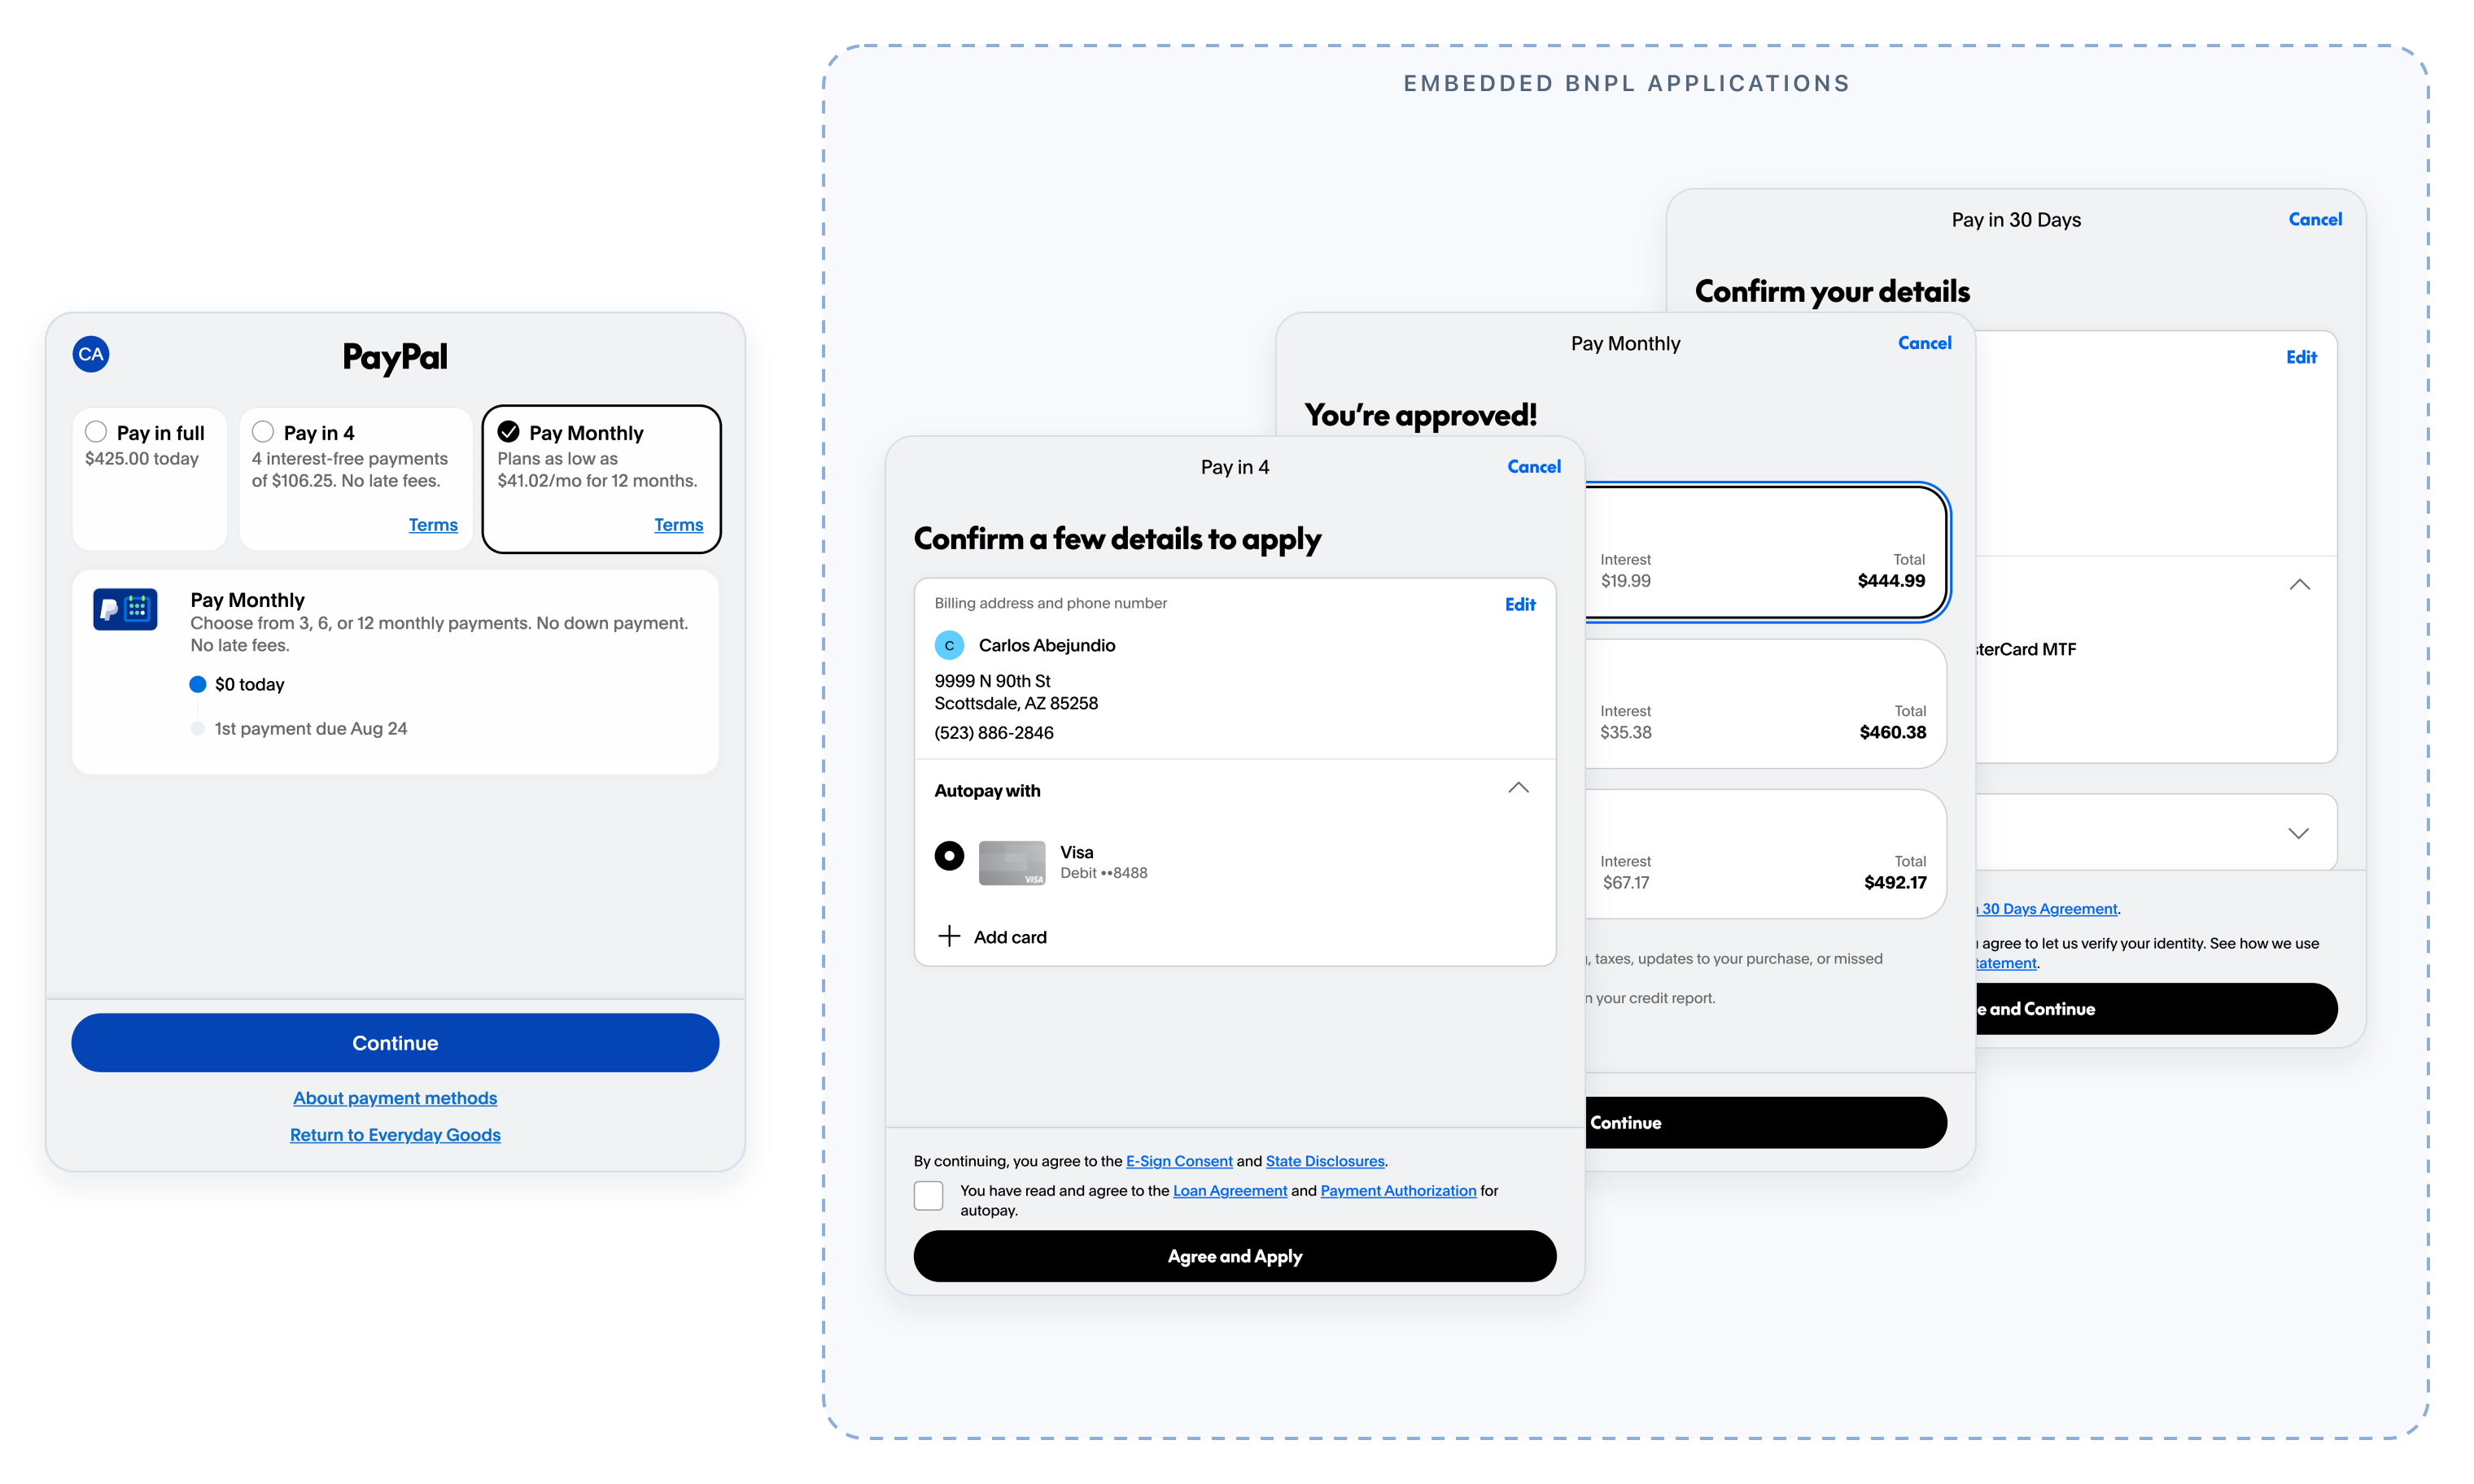 EMBEDDED BNPL APPLICATIONS
CA
PayPal
Pay in full
$425.00 today
Pay in 4
4 interest-free payments
of $106.25. No late fees.
Terms
Pay Monthly
Plans as low as
$41.02/mo for 12 months.
Terms
Pay Monthly
Choose from 3, 6, or 12 monthly payments. No down payment.
No late fees.
$0 today
1st payment due Aug 24
Continue
About payment methods
Return to Everyday Goods
Pay in 4
Cancel
Confirm a few details to apply
Billing address and phone number
Edit
C
Carlos Abejundio
9999 N 90th St
Scottsdale, AZ 85258
(523) 886-2846
Autopay with
VISA
Visa
Debit ••8488
Add card
By continuing, you agree to the E-Sign Consent and State Disclosures.
You have read and agree to the Loan Agreement and Payment Authorization for
autopay.
Agree and Apply
Pay Monthly
Cancel
You're approved!
Interest
Total
$19.99
$444.99
Interest
Total
$35.38
$460.38
Interest
Total
$67.17
$492.17
, taxes, updates to your purchase, or missed
n your credit report.
Continue
Pay in 30 Days
Cancel
Confirm your details
Edit
sterCard MTF
30 Days Agreement.
agree to let us verify your identity. See how we use
tatement.
e and Continue